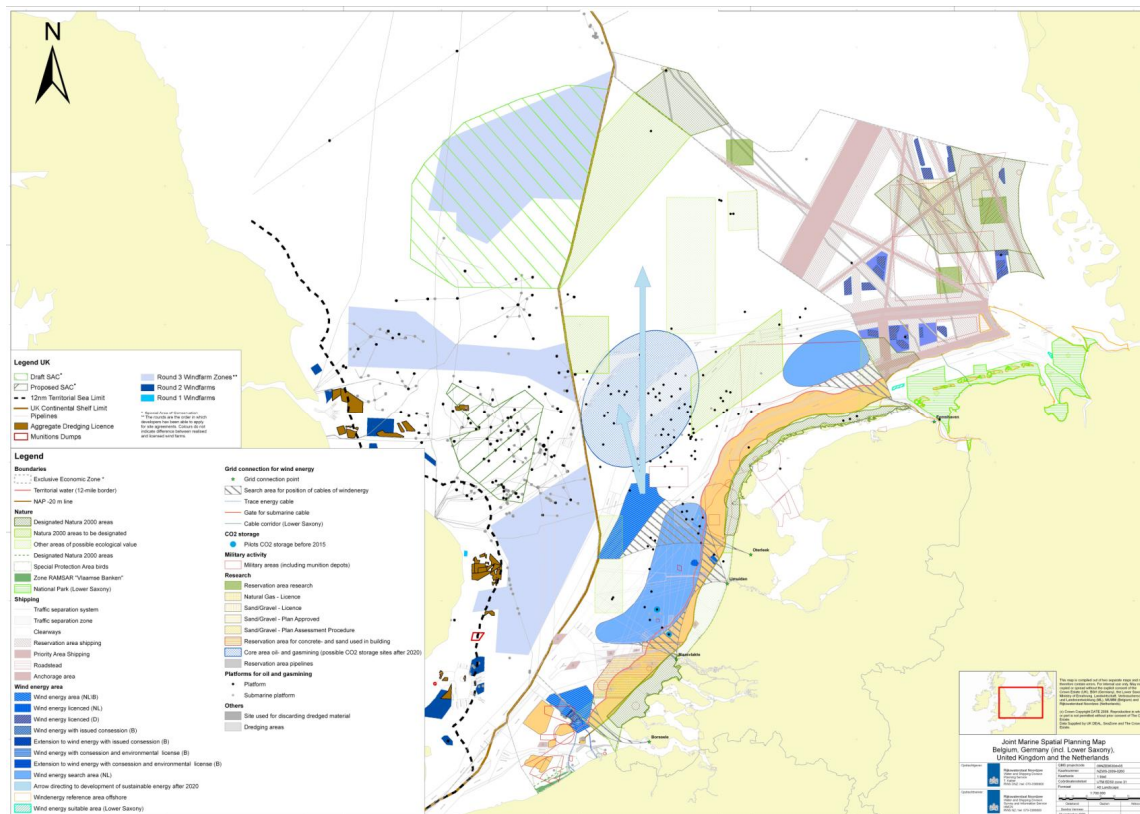 N
Legend UK
Draft SAC*
Proposed SAC*
12nm Territorial Sea Limit
UK Continental Shelf Limit
Pipelines
Aggregate Dredging Licence
Munitions Dumps
Round 3 Windfarm Zones**
Round 2 Windfarms
Round 1 Windfarms
Legend
Boundaries
Exclusive Economic Zone *
Territorial water (12-mile border)
NAP -20 m line
Nature
Designated Natura 2000 areas
Natura 2000 areas to be designated
Other areas of possible ecological value
Designated Natura 2000 areas
Special Protection Area birds
Zone RAMSAR "Vlaamse Banken"
National Park (Lower Saxony)
Shipping
Traffic separation system
Traffic separation zone
Clearways
Reservation area shipping
Priority Area Shipping
Roadstead
Anchorage area
Wind energy area
Wind energy area (NL\B)
Wind energy licenced (NL)
Wind energy licenced (D)
Wind energy with issued consession (B)
Extension to wind energy with issued consession (B)
Wind energy with consession and environmental license (B)
Extension to wind energy with consession and environmental license (B)
Wind energy search area (NL)
Arrow directing to development of sustainable energy after 2020
Windenergy reference area offshore
Wind energy suitable area (Lower Saxony)
Grid connection for wind energy
Grid connection point
Search area for position of cables of windenergy
Trace energy cable
Gate for submarine cable
Cable corridor (Lower Savony)
CO2 storage
Pilots CO2 storage before 2015
Military activity
Military areas (including munition depots)
Research
Reservation area research
Natural Gas - Licence
Sand/Gravel - Licence
Sand/Gravel - Plan Approved
Sand/Gravel - Plan Assessment Procedure
Reservation area for concrete- and sand used in building
Core area oil- and gasmining (possible CO2 storage sites after 2020)
Reservation area pipelines
Platforms for oil and gasmining
Platform
Submarine platform
Others
Site used for discarding dredged material
Dredging areas
Eemshaven
Oterleek
IJmuiden
Maasvlakte
Borssele
Joint Marine Spatial Planning Map
Belgium, Germany (incl. Lower Saxony),
United Kingdom and the Netherlands